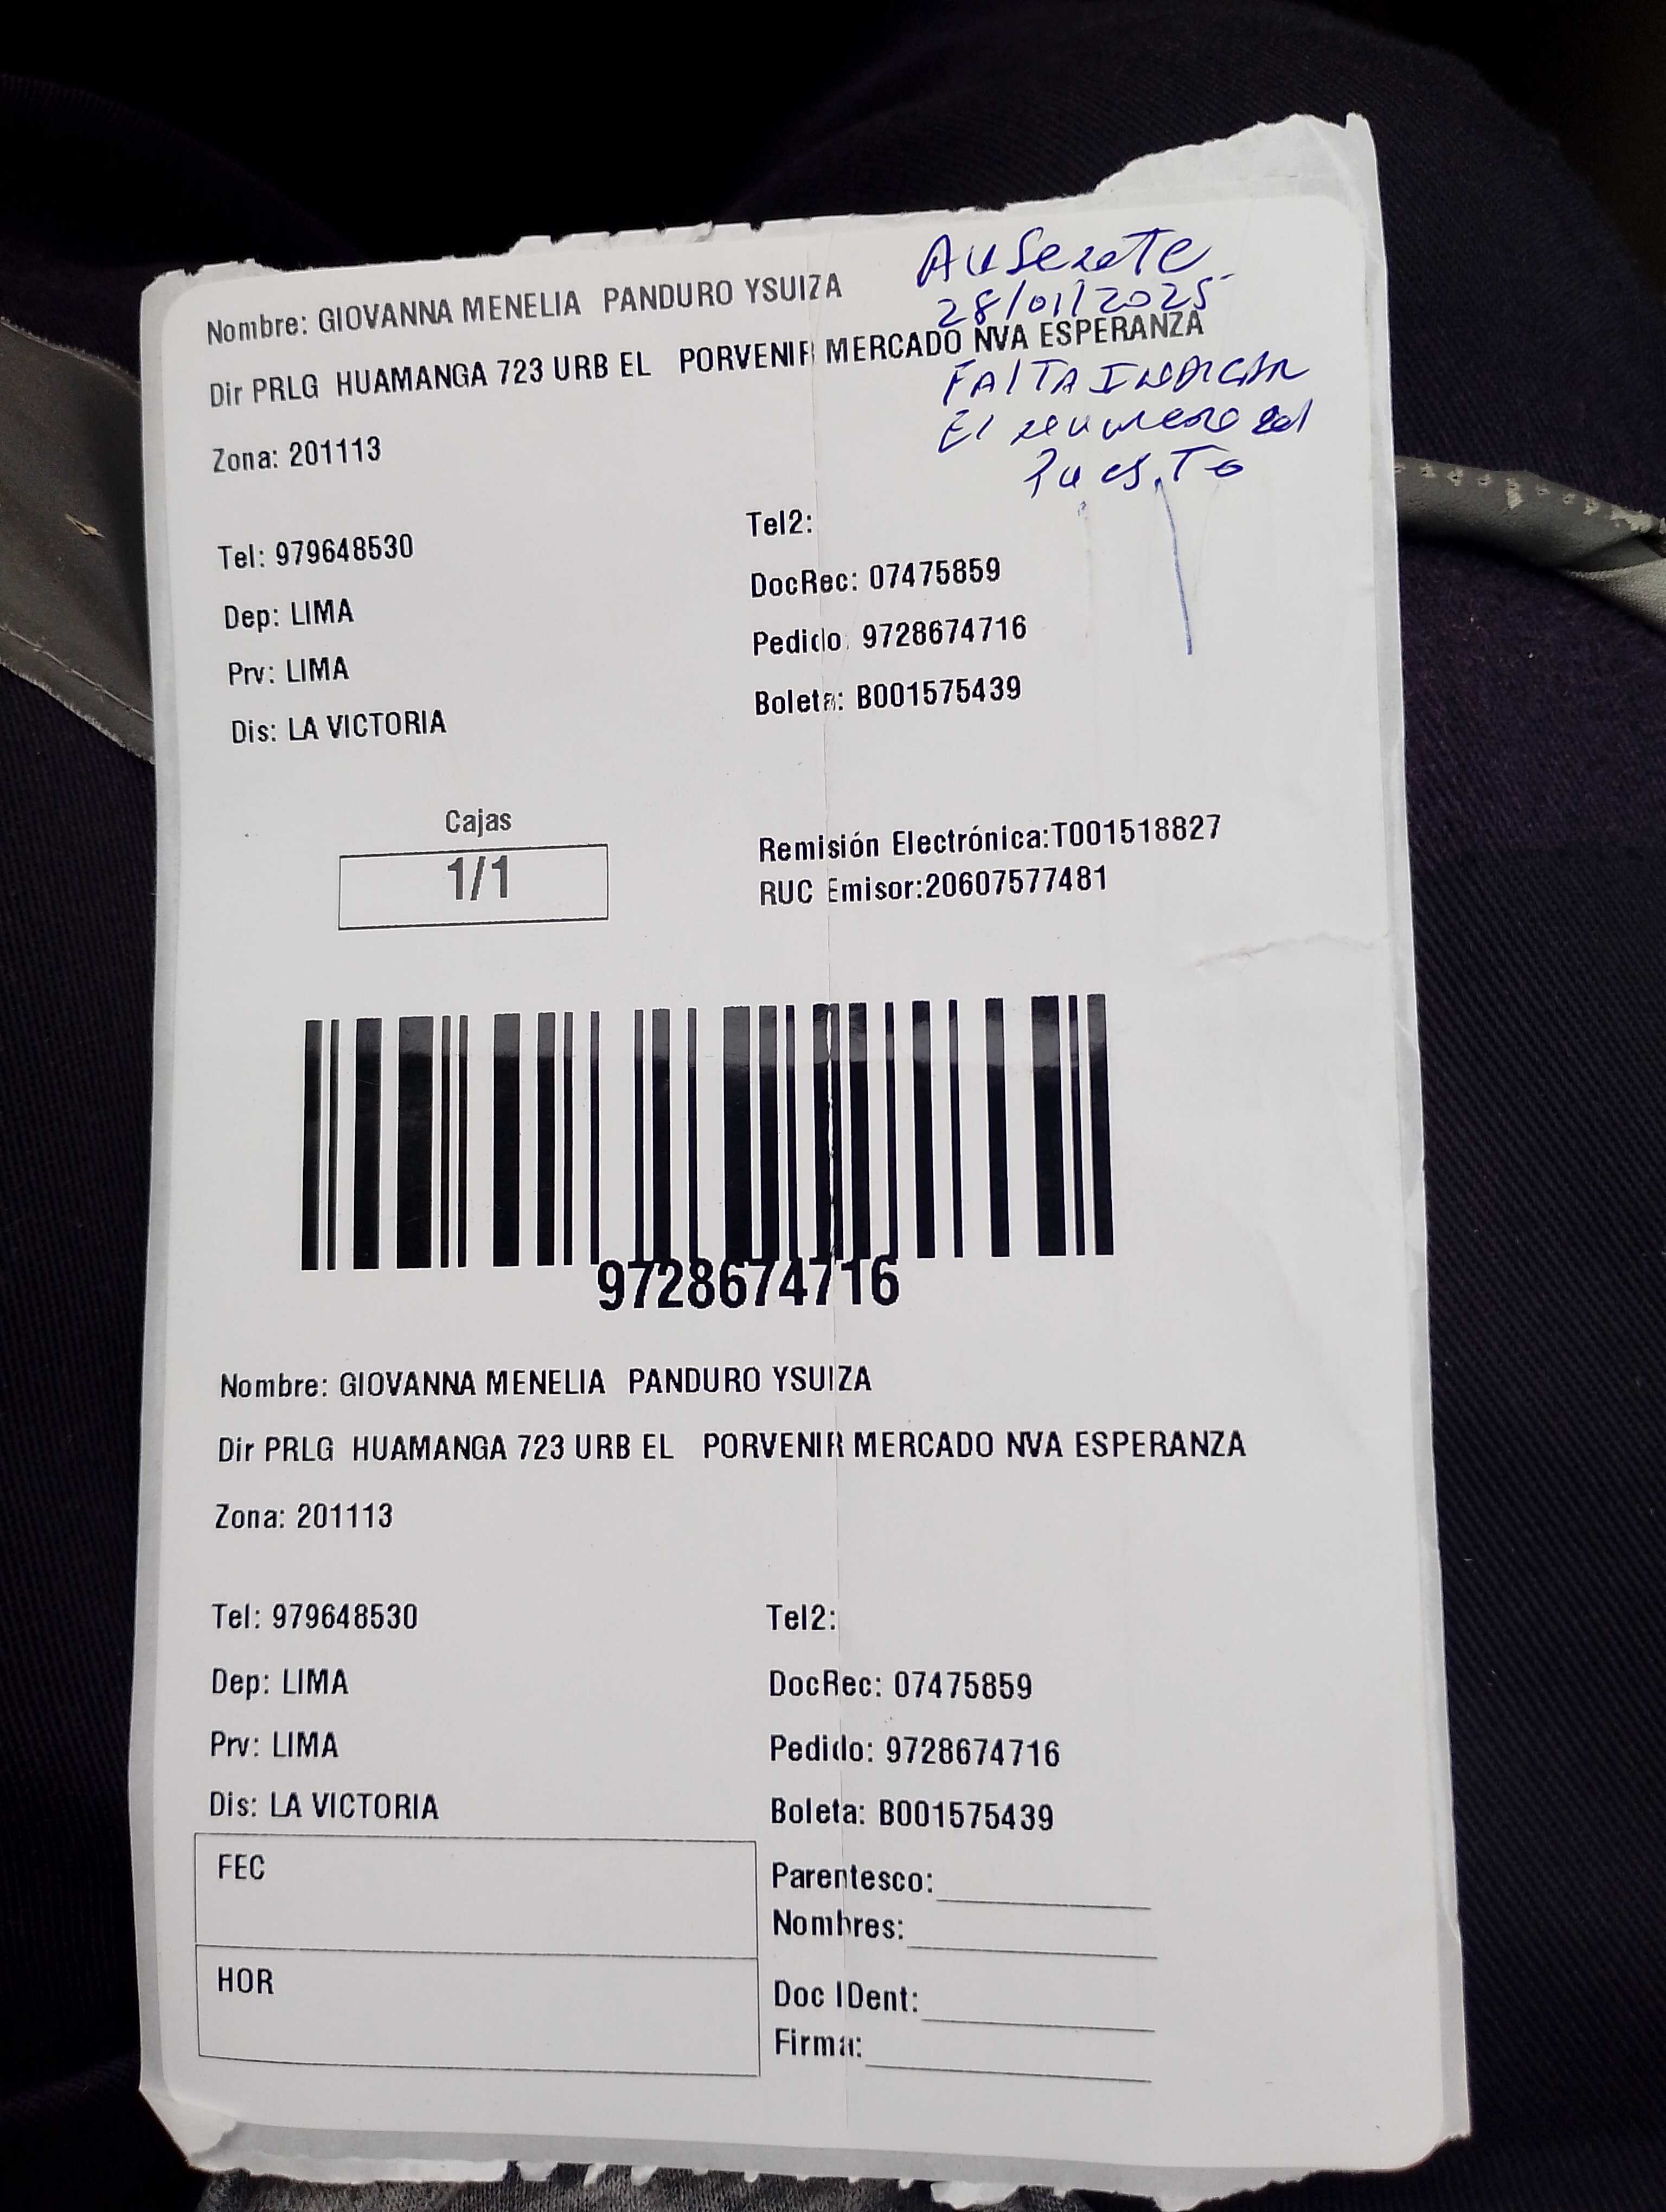 Ausente
28/01/2025
Nombre: GIOVANNA MENELIA PANDURO YSUIZA
Dir PRLG HUAMANGA 723 URB EL PORVENIR MERCADO NVA ESPERANZA
FALTA INDICAR
El numero del
Puesto
Zona: 201113
Tel: 979648530
Tel2:
Dep: LIMA
DocRec: 07475859
Prv: LIMA
Pedido: 9728674716
Dis: LA VICTORIA
Boleta: B001575439
Cajas
1/1
Remisión Electrónica:T001518827
RUC Emisor:20607577481
9728674716
Nombre: GIOVANNA MENELIA PANDURO YSUIZA
Dir PRLG HUAMANGA 723 URB EL PORVENIR MERCADO NVA ESPERANZA
Zona: 201113
Tel: 979648530
Tel2:
Dep: LIMA
DocRec: 07475859
Prv: LIMA
Pedido: 9728674716
Dis: LA VICTORIA
Boleta: B001575439
FEC
Parentesco:
Nombres:
HOR
Doc IDent:
Firma: